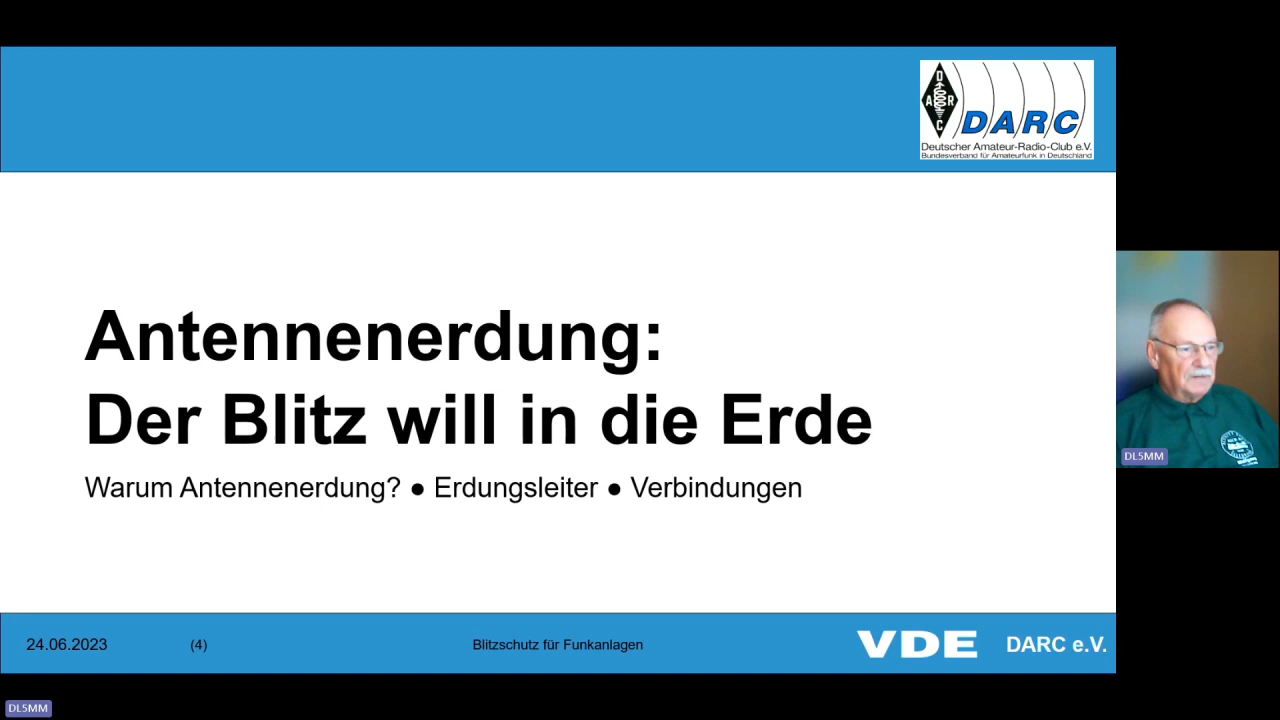 D
A R
C
DARC
Deutscher Amateur-Radio-Club e.V.
Bundesverband für Amateurfunk in Deutschland
Antennenerdung:
Der Blitz will in die Erde
Warum Antennenerdung? ● Erdungsleiter ● Verbindungen
DL5MM
24.06.2023 (4) Blitzschutz für Funkanlagen VDE DARC e.V.
DL5MM